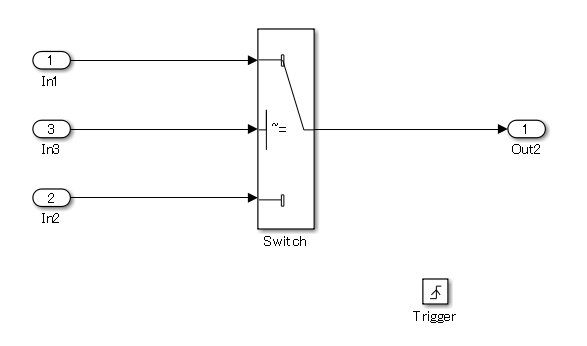 1
In1
3
In3
~=
1
Out2
2
In2
Switch
Trigger